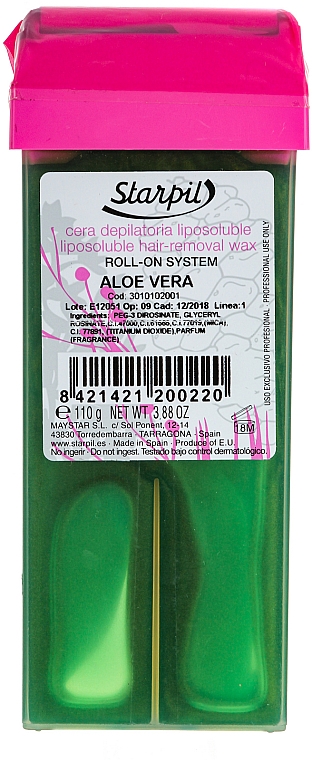 Starpil
cera depilatoria liposoluble
liposoluble hair-removal wax
ROLL-ON SYSTEM
ALOE VERA
Cod: 3010102001
Lote: E12051 Op: 09 Cad: 12/2018 Linea: 1
Ingredients: PEG-3 DIROSINATE, GLYCERYL
ROSINATE,C.I.47000,C.I.61565,C.I.77019,(MICA),
C.I. 77891, (TITANIUM DIOXIDE),PARFUM
(FRAGRANCE)
8 421421 200220
℮ 110 g NET WT 3.88 OZ
MAYSTAR S.L. c/ Sol Ponent, 12-14
43830 Torredembarra - TARRAGONA - Spain
www.starpil.es - Made in Spain - Produce of E.U.
No ingerir - Do not ingest. Testado bajo control dermatológico.
18M
USO EXCLUSIVO PROFESIONAL - PROFESSIONAL USE ONLY